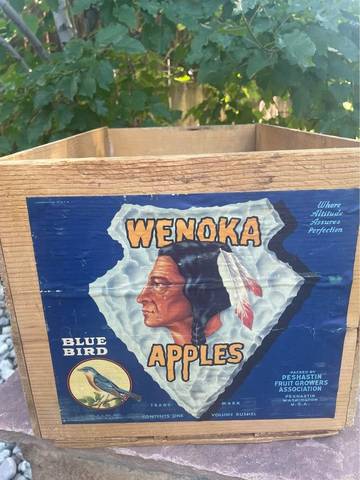 Where
Altitude
Assures
Perfection
WENOKA
APPLES
BLUE
BIRD
TRADE MARK
CONTENTS ONE VOLUME BUSHEL
PACKED BY
PESHASTIN
FRUIT GROWERS
ASSOCIATION
PESHASTIN
WASHINGTON
U.S.A.